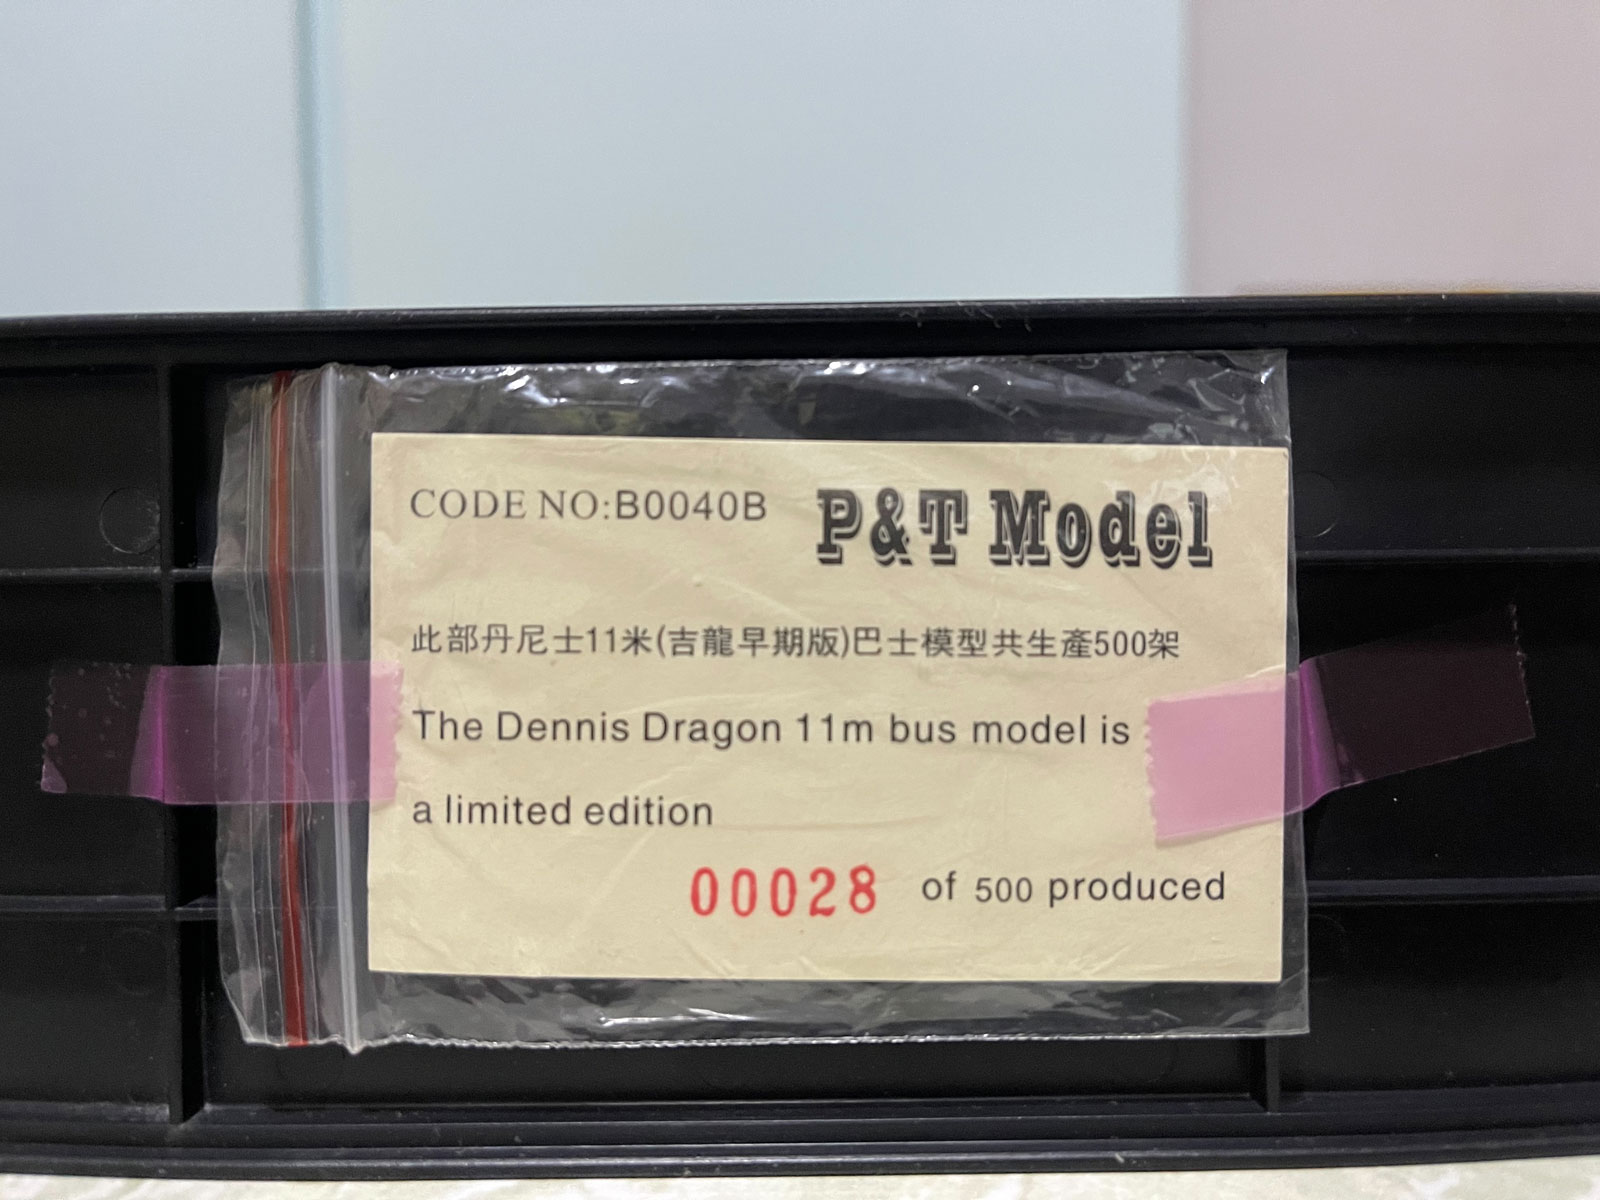 CODE NO:B0040B P&T Model
此部丹尼士11米(吉龍早期版)巴士模型共生產500架
The Dennis Dragon 11m bus model is
a limited edition
00028 of 500 produced